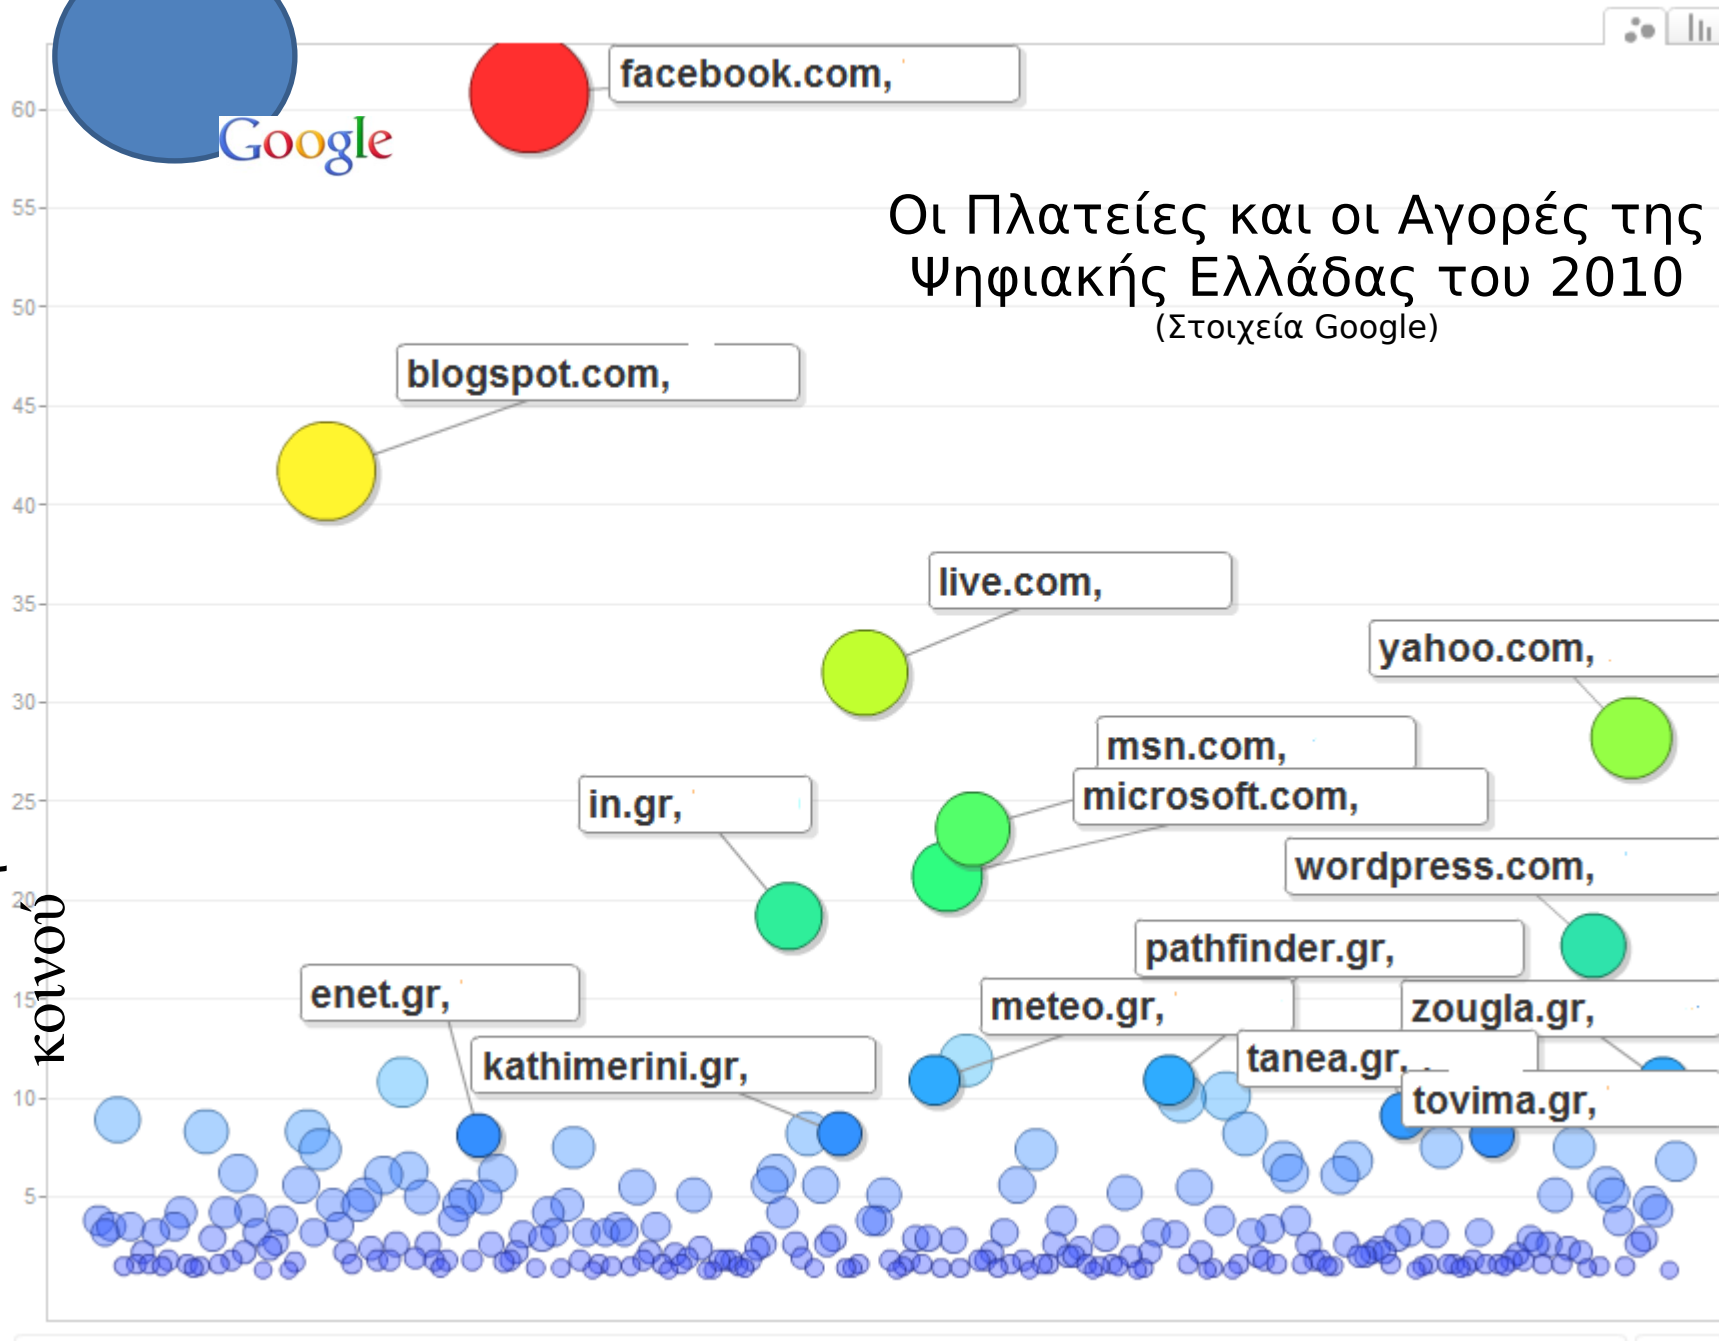 facebook.com,
60
Google
55
Οι Πλατείες και οι Αγορές της
Ψηφιακής Ελλάδας του 2010
(Στοιχεία Google)
50
blogspot.com,
45
40
live.com,
35
yahoo.com,
30
msn.com,
in.gr,
microsoft.com,
25
wordpress.com,
20
κοινού
pathfinder.gr,
enet.gr,
meteo.gr,
zougla.gr,
15
kathimerini.gr,
tanea.gr,
tovima.gr,
10
5